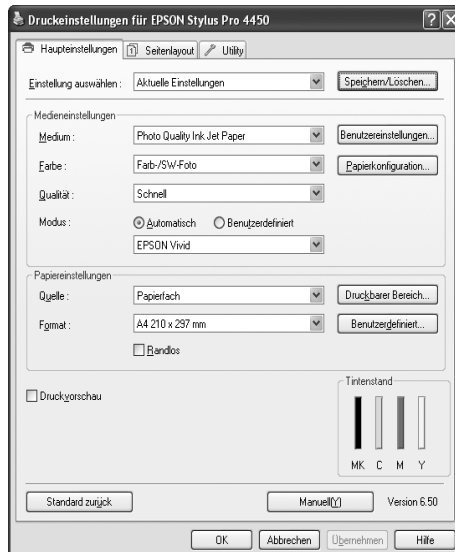 Druckeinstellungen für EPSON Stylus Pro 4450
Haupteinstellungen Seitenlayout Utility
Einstellung auswählen : Aktuelle Einstellungen Speichern/Löschen...
Medieneinstellungen
Medium : Photo Quality Ink Jet Paper Benutzereinstellungen...
Farbe : Farb-/SW-Foto Papierkonfiguration...
Qualität : Schnell
Modus : Automatisch Benutzerdefiniert
EPSON Vivid
Papiereinstellungen
Quelle : Papierfach Druckbarer Bereich...
Format : A4 210 x 297 mm Benutzerdefiniert...
Randlos
Druckvorschau
Tintenstand
MK C M Y
Standard zurück Manuell(Y) Version 6.50
OK Abbrechen Übernehmen Hilfe